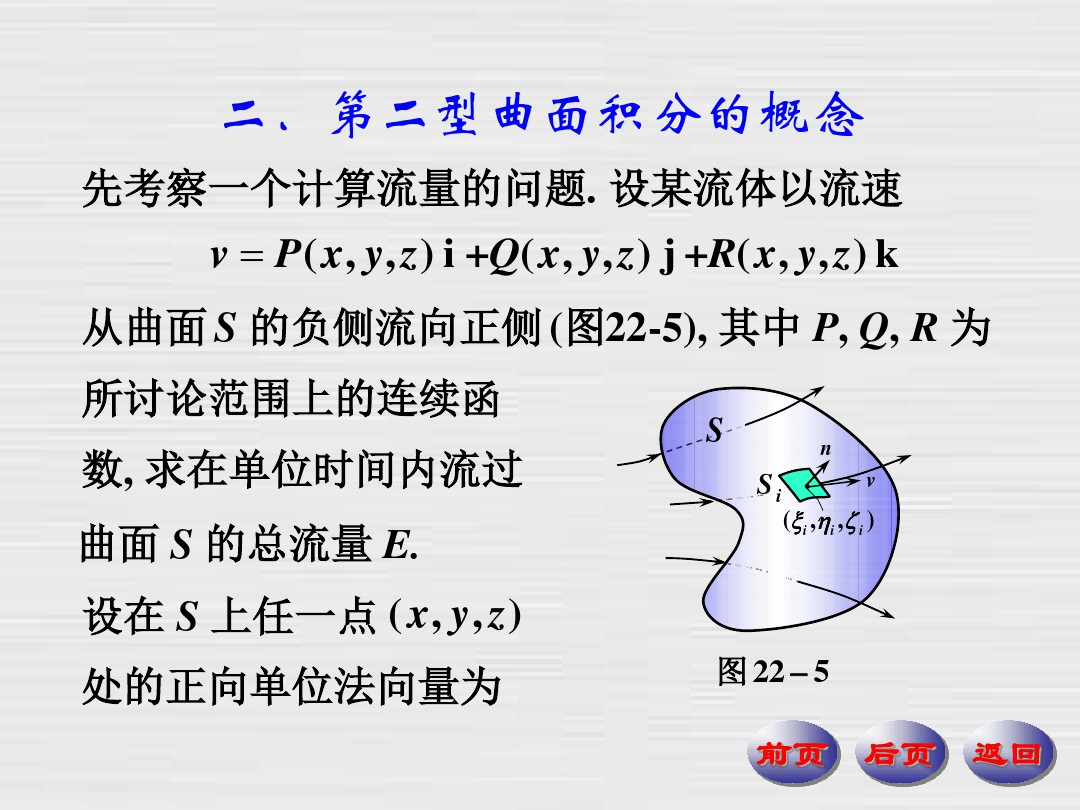 二、第二型曲面积分的概念
先考察一个计算流量的问题. 设某流体以流速
v = P(x, y,z) i +Q(x, y,z) j +R(x, y,z) k
从曲面 S 的负侧流向正侧 (图22-5), 其中 P, Q, R 为
所讨论范围上的连续函
数, 求在单位时间内流过
曲面 S 的总流量 E.
设在 S 上任一点 (x, y,z)
处的正向单位法向量为
S
n
S_i
v
(ξ_i,η_i,ζ_i)
图 22 – 5
前页 后页 返回